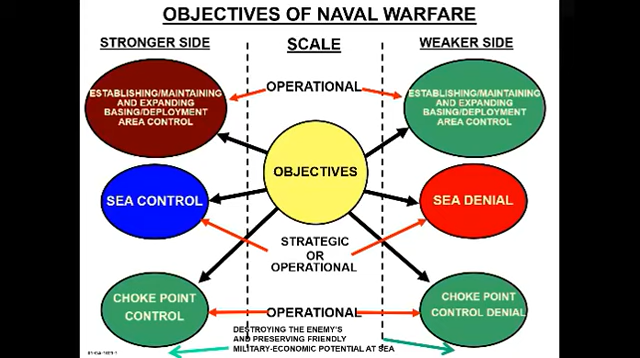 OBJECTIVES OF NAVAL WARFARE
STRONGER SIDE
SCALE
WEAKER SIDE
ESTABLISHING/MAINTAINING
AND EXPANDING
BASING/DEPLOYMENT
AREA CONTROL
OPERATIONAL
ESTABLISHING/MAINTAINING
AND EXPANDING
BASING/DEPLOYMENT
AREA CONTROL
OBJECTIVES
SEA CONTROL
SEA DENIAL
STRATEGIC
OR
OPERATIONAL
CHOKE POINT
CONTROL
OPERATIONAL
CHOKE POINT
CONTROL DENIAL
DESTROYING THE ENEMY'S
AND PRESERVING FRIENDLY
MILITARY-ECONOMIC POTENTIAL AT SEA